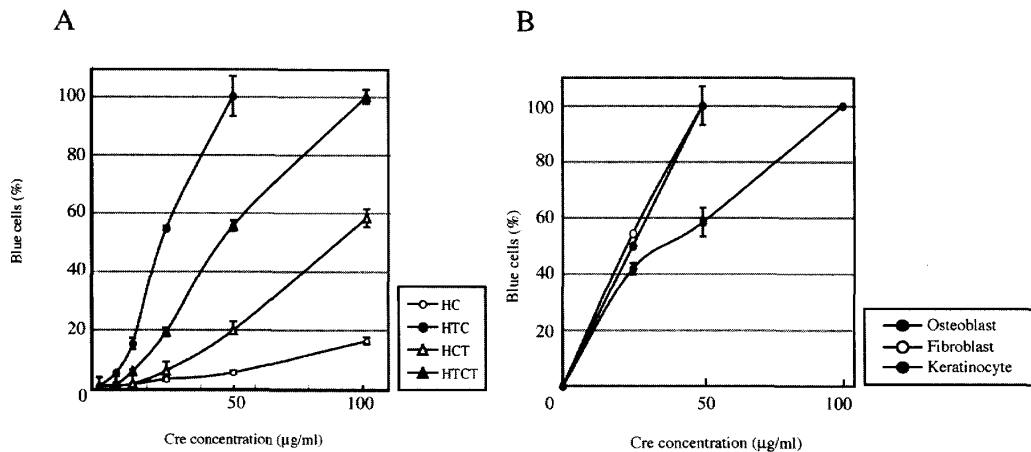 A
100
80
60
40
20
0
50
100
Blue cells (%)
Cre concentration (μg/ml)
HC
HTC
HCT
HTCT
B
100
80
60
40
20
0
50
100
Blue cells (%)
Cre concentration (μg/ml)
Osteoblast
Fibroblast
Keratinocyte